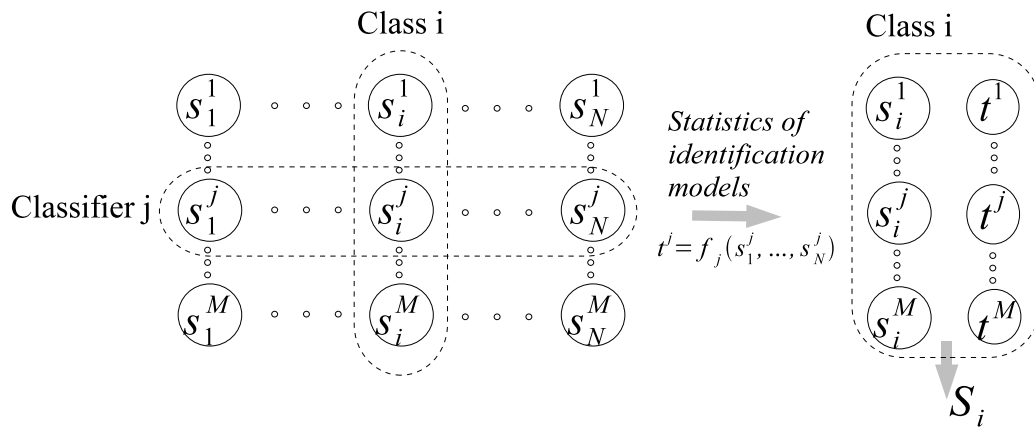 Class i
Class i
s_1^1 s_i^1 s_N^1
s_i^1 t^1
Statistics of
identification
models
Classifier j
s_1^j s_i^j s_N^j
s_i^j t^j
t^j = f_j(s_1^j, ..., s_N^j)
s_1^M s_i^M s_N^M
s_i^M t^M
S_i